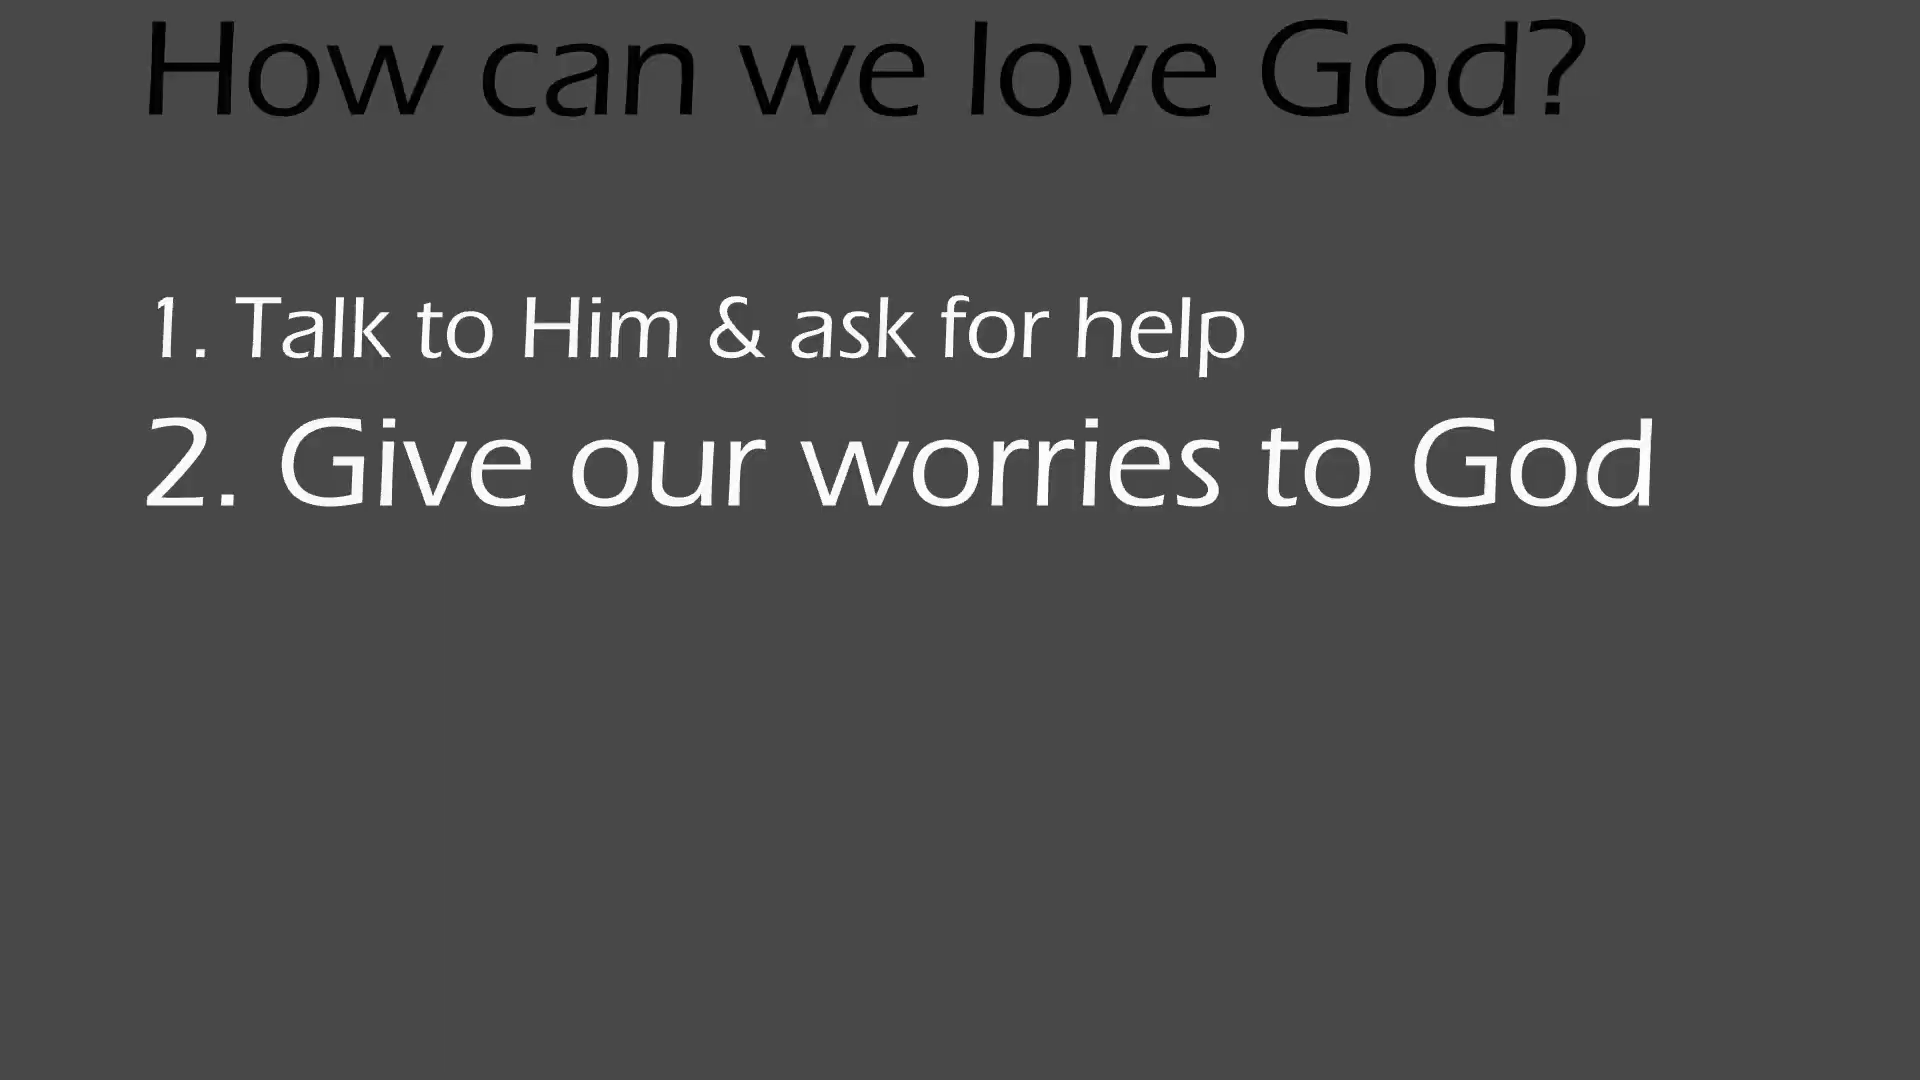 How can we love God?
1. Talk to Him & ask for help
2. Give our worries to God